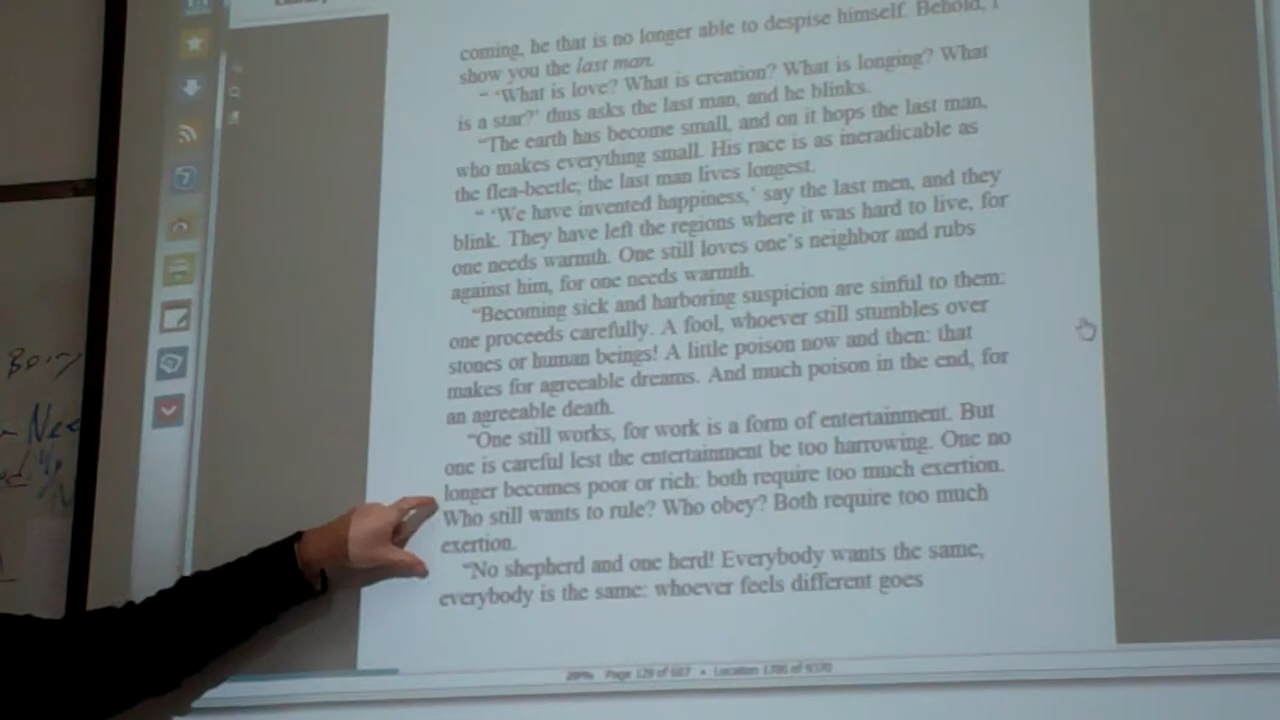 coming, he that is no longer able to despise himself. Behold, I
show you the last man.
“ ‘What is love? What is creation? What is longing? What
is a star?’ thus asks the last man, and he blinks.
“The earth has become small, and on it hops the last man,
who makes everything small. His race is as ineradicable as
the flea-beetle; the last man lives longest.
“ ‘We have invented happiness,’ say the last men, and they
blink. They have left the regions where it was hard to live, for
one needs warmth. One still loves one’s neighbor and rubs
against him, for one needs warmth.
“Becoming sick and harboring suspicion are sinful to them:
one proceeds carefully. A fool, whoever still stumbles over
stones or human beings! A little poison now and then: that
makes for agreeable dreams. And much poison in the end, for
an agreeable death.
“One still works, for work is a form of entertainment. But
one is careful lest the entertainment be too harrowing. One no
longer becomes poor or rich: both require too much exertion.
Who still wants to rule? Who obey? Both require too much
exertion.
“No shepherd and one herd! Everybody wants the same,
everybody is the same: whoever feels different goes
Page 129 of 687 • Location
Nee